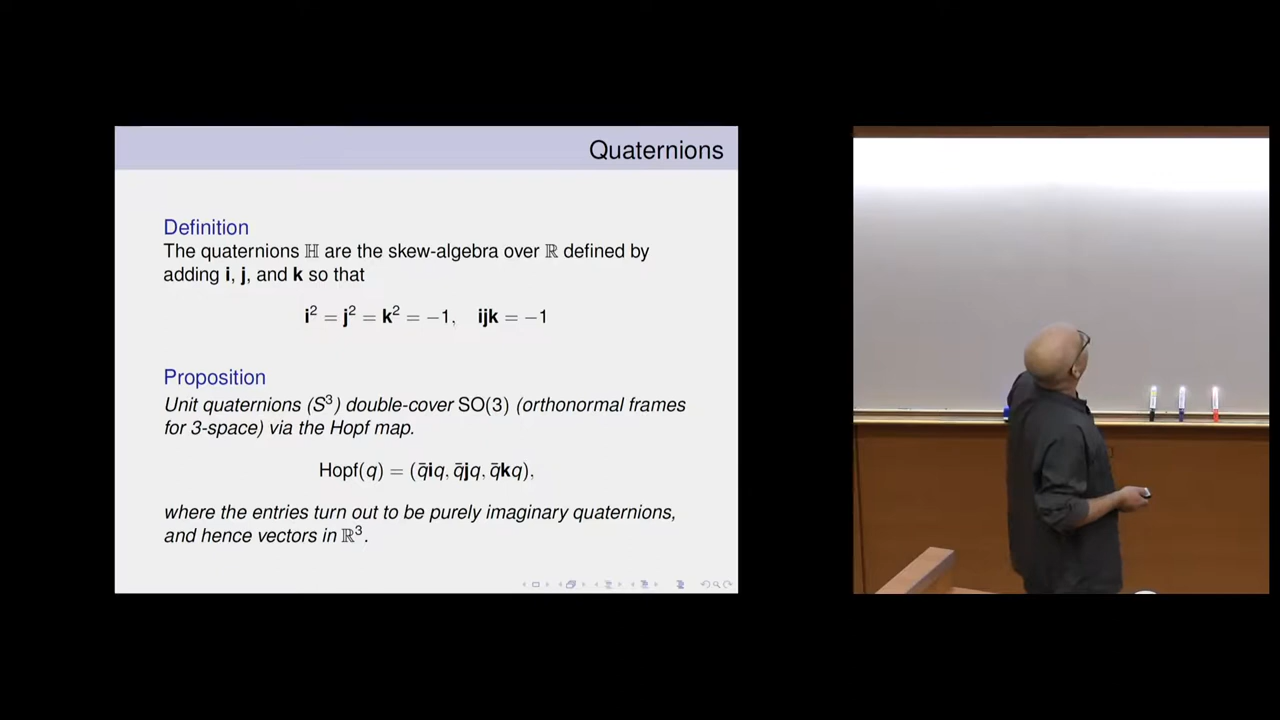 Quaternions
Definition
The quaternions ℍ are the skew-algebra over ℝ defined by
adding i, j, and k so that
i² = j² = k² = −1, ijk = −1
Proposition
Unit quaternions (S³) double-cover SO(3) (orthonormal frames
for 3-space) via the Hopf map.
Hopf(q) = (q̄iq, q̄jq, q̄kq),
where the entries turn out to be purely imaginary quaternions,
and hence vectors in ℝ³.